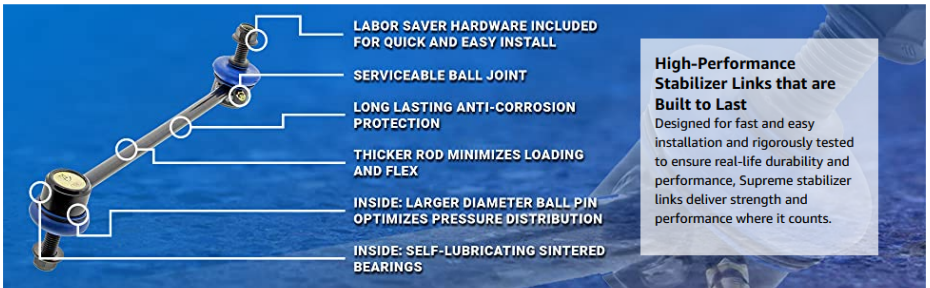 LABOR SAVER HARDWARE INCLUDED
FOR QUICK AND EASY INSTALL
SERVICEABLE BALL JOINT
LONG LASTING ANTI-CORROSION
PROTECTION
THICKER ROD MINIMIZES LOADING
AND FLEX
INSIDE: LARGER DIAMETER BALL PIN
OPTIMIZES PRESSURE DISTRIBUTION
INSIDE: SELF-LUBRICATING SINTERED
BEARINGS
High-Performance
Stabilizer Links that are
Built to Last
Designed for fast and easy
installation and rigorously tested
to ensure real-life durability and
performance, Supreme stabilizer
links deliver strength and
performance where it counts.